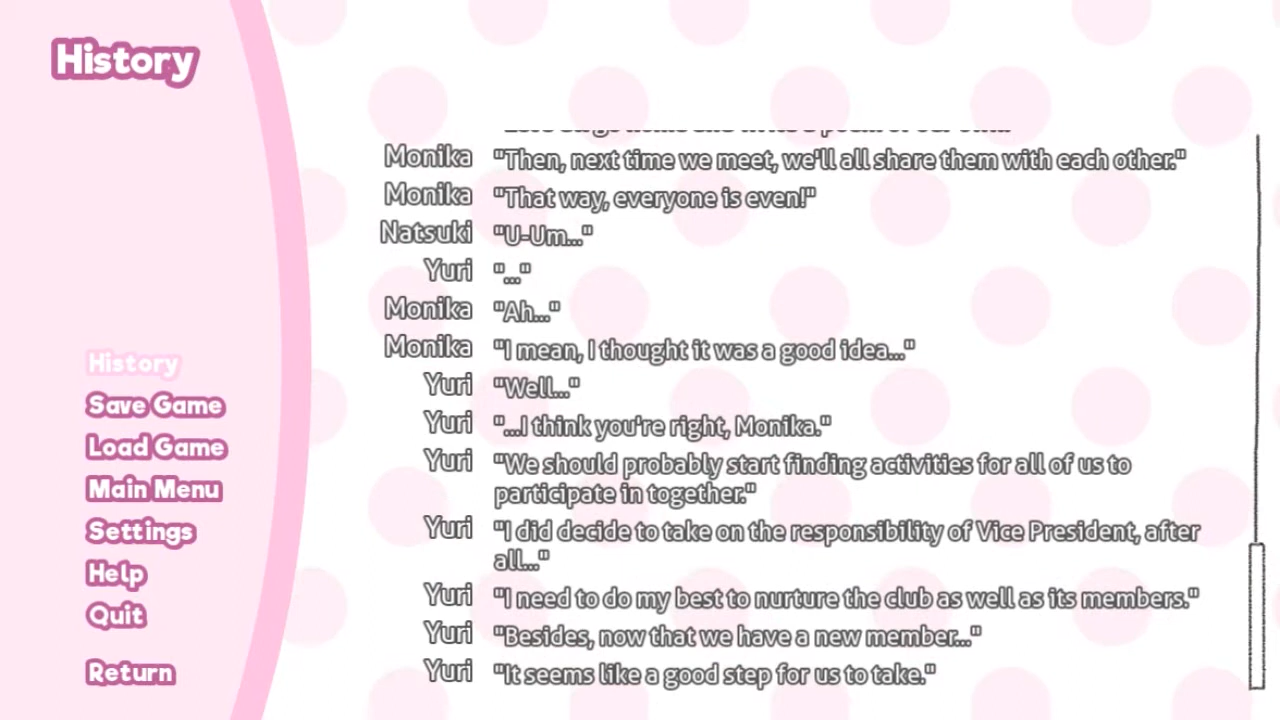 History
Monika "Then, next time we meet, we'll all share them with each other."
Monika "That way, everyone is even!"
Natsuki "U-Um..."
Yuri "..."
Monika "Ah..."
Monika "I mean, I thought it was a good idea..."
Yuri "Well..."
Yuri "...I think you're right, Monika."
Yuri "We should probably start finding activities for all of us to
participate in together."
Yuri "I did decide to take on the responsibility of Vice President, after
all..."
Yuri "I need to do my best to nurture the club as well as its members."
Yuri "Besides, now that we have a new member..."
Yuri "It seems like a good step for us to take."
History
Save Game
Load Game
Main Menu
Settings
Help
Quit
Return